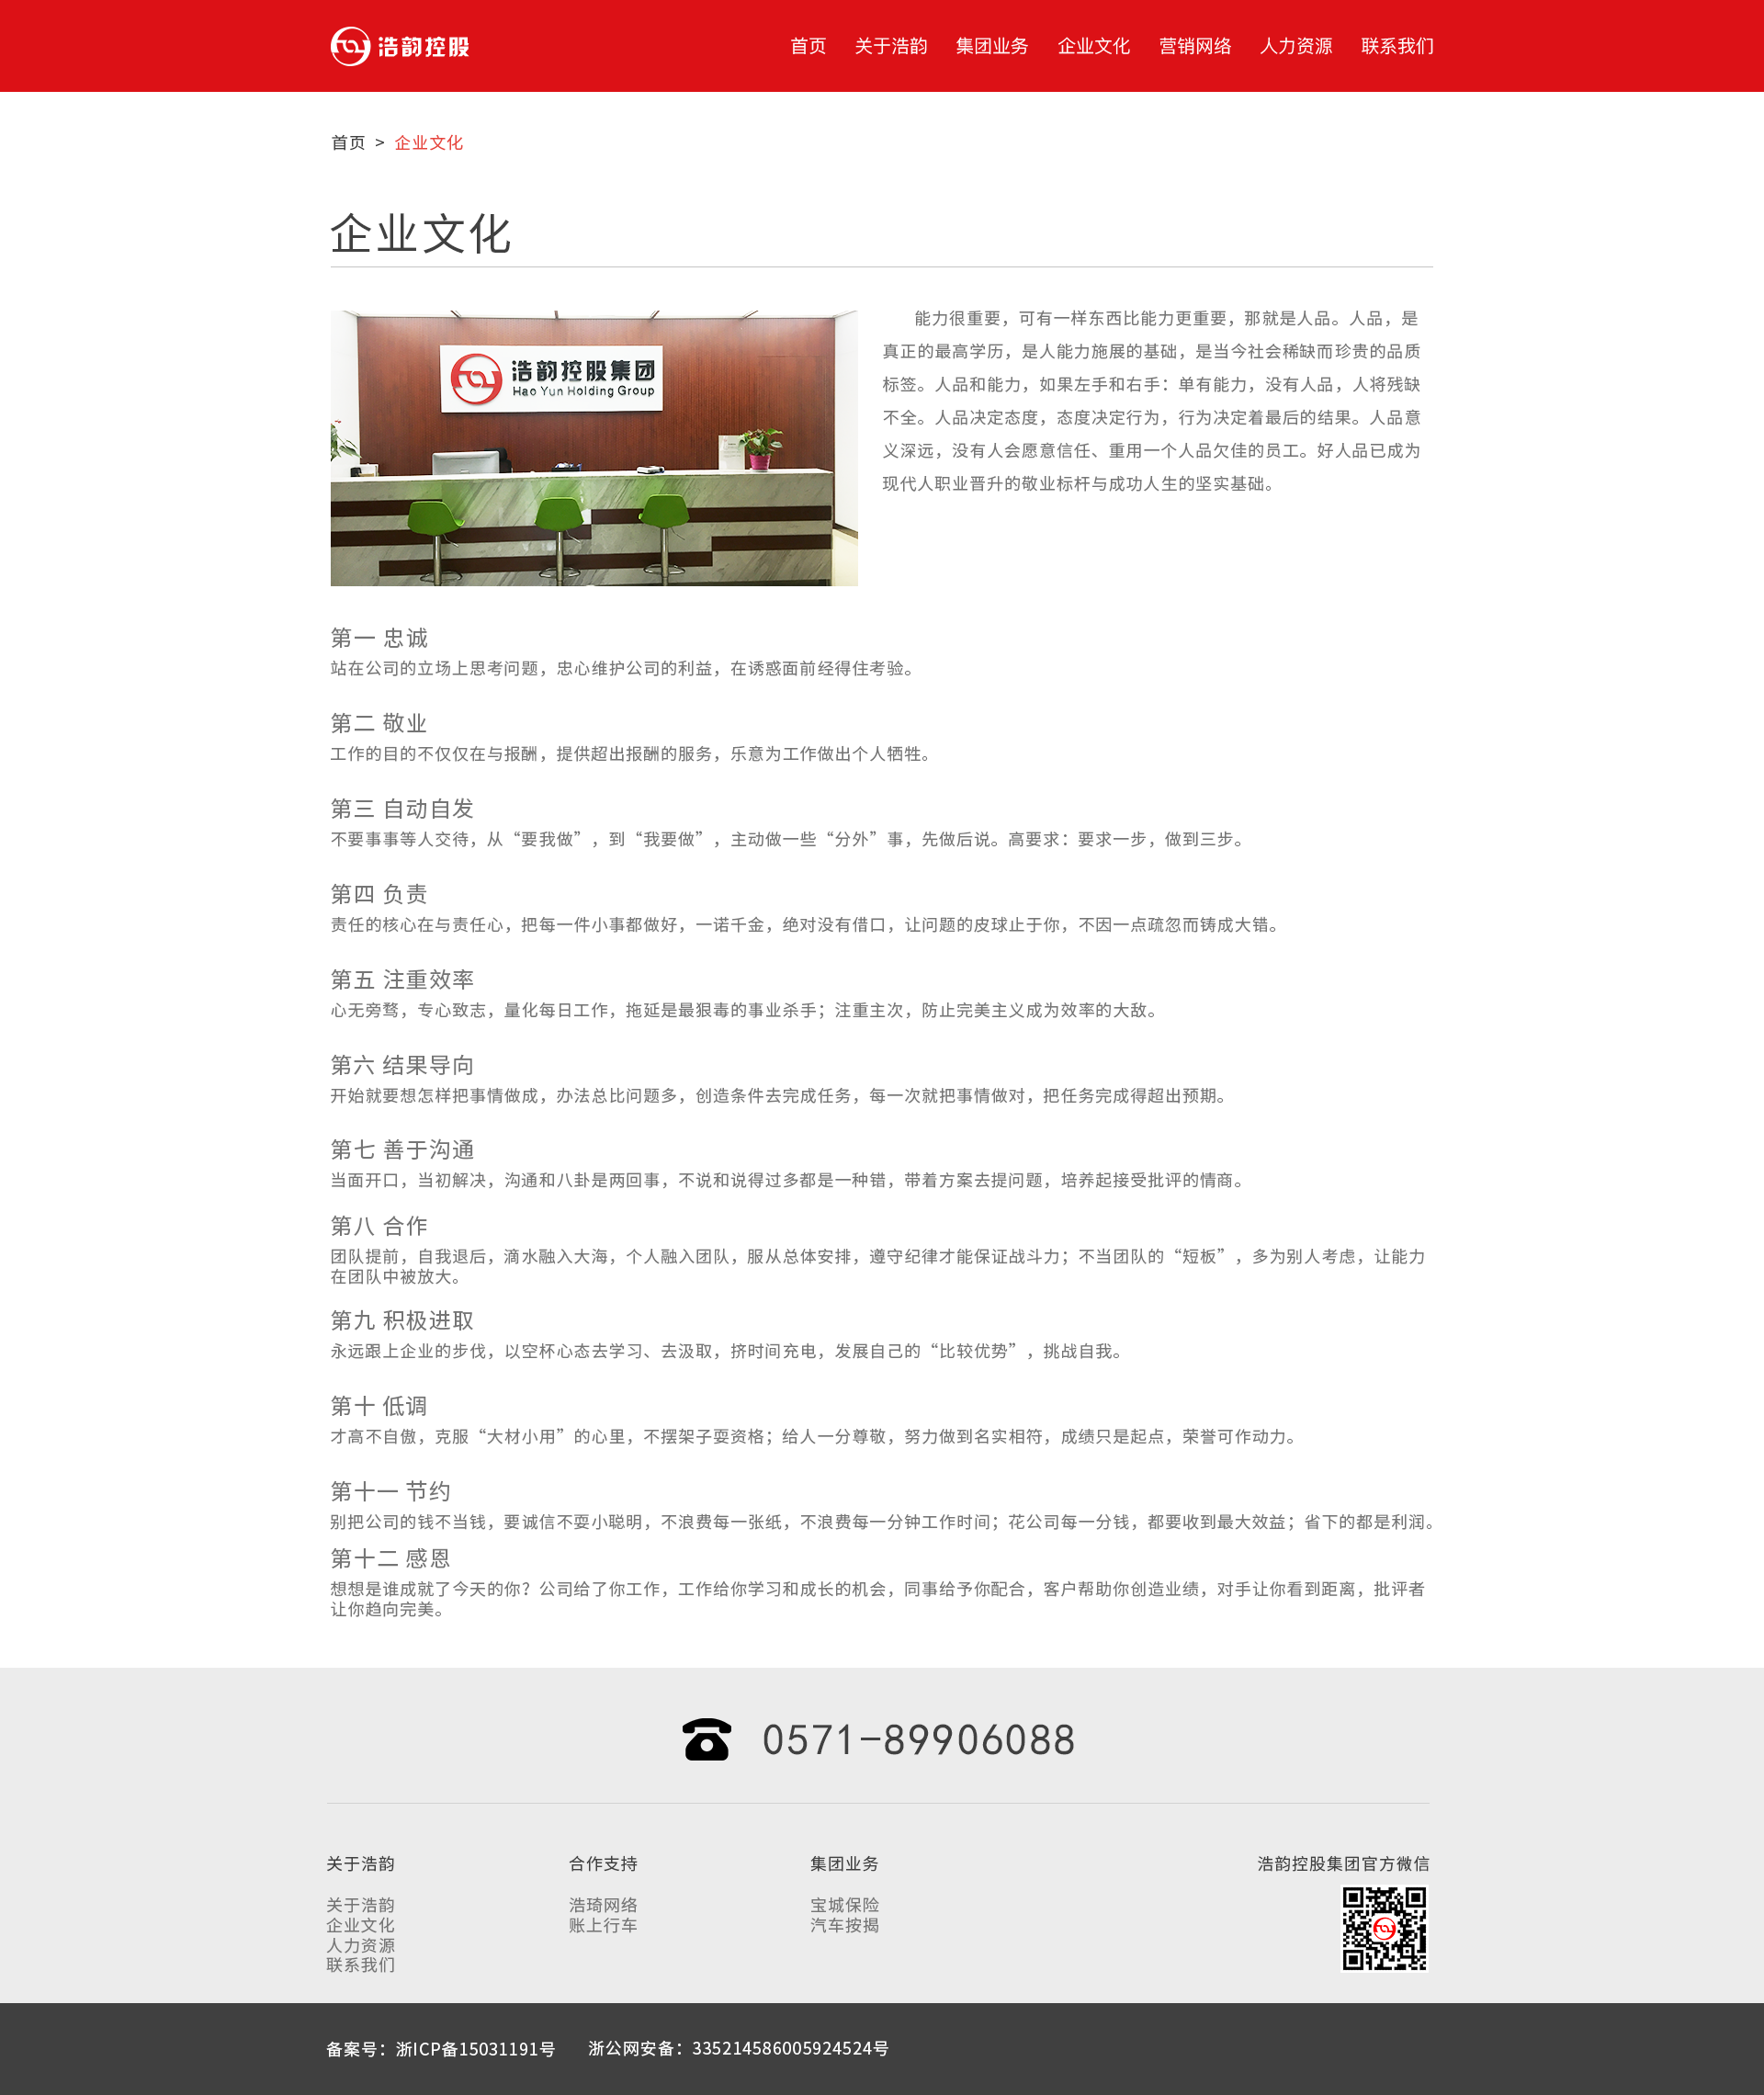 浩韵控股
首页 关于浩韵 集团业务 企业文化 营销网络 人力资源 联系我们
首页 > 企业文化
企业文化
浩韵控股集团
Hao Yun Holding Group
能力很重要，可有一样东西比能力更重要，那就是人品。人品，是
真正的最高学历，是人能力施展的基础，是当今社会稀缺而珍贵的品质
标签。人品和能力，如果左手和右手：单有能力，没有人品，人将残缺
不全。人品决定态度，态度决定行为，行为决定着最后的结果。人品意
义深远，没有人会愿意信任、重用一个人品欠佳的员工。好人品已成为
现代人职业晋升的敬业标杆与成功人生的坚实基础。
第一 忠诚
站在公司的立场上思考问题，忠心维护公司的利益，在诱惑面前经得住考验。
第二 敬业
工作的目的不仅仅在与报酬，提供超出报酬的服务，乐意为工作做出个人牺牲。
第三 自动自发
不要事事等人交待，从“要我做”，到“我要做”，主动做一些“分外”事，先做后说。高要求：要求一步，做到三步。
第四 负责
责任的核心在与责任心，把每一件小事都做好，一诺千金，绝对没有借口，让问题的皮球止于你，不因一点疏忽而铸成大错。
第五 注重效率
心无旁骛，专心致志，量化每日工作，拖延是最狠毒的事业杀手；注重主次，防止完美主义成为效率的大敌。
第六 结果导向
开始就要想怎样把事情做成，办法总比问题多，创造条件去完成任务，每一次就把事情做对，把任务完成得超出预期。
第七 善于沟通
当面开口，当初解决，沟通和八卦是两回事，不说和说得过多都是一种错，带着方案去提问题，培养起接受批评的情商。
第八 合作
团队提前，自我退后，滴水融入大海，个人融入团队，服从总体安排，遵守纪律才能保证战斗力；不当团队的“短板”，多为别人考虑，让能力
在团队中被放大。
第九 积极进取
永远跟上企业的步伐，以空杯心态去学习、去汲取，挤时间充电，发展自己的“比较优势”，挑战自我。
第十 低调
才高不自傲，克服“大材小用”的心里，不摆架子耍资格；给人一分尊敬，努力做到名实相符，成绩只是起点，荣誉可作动力。
第十一 节约
别把公司的钱不当钱，要诚信不耍小聪明，不浪费每一张纸，不浪费每一分钟工作时间；花公司每一分钱，都要收到最大效益；省下的都是利润。
第十二 感恩
想想是谁成就了今天的你？公司给了你工作，工作给你学习和成长的机会，同事给予你配合，客户帮助你创造业绩，对手让你看到距离，批评者
让你趋向完美。
0571-89906088
关于浩韵
关于浩韵
企业文化
人力资源
联系我们
合作支持
浩琦网络
账上行车
集团业务
宝城保险
汽车按揭
浩韵控股集团官方微信
备案号：浙ICP备15031191号 浙公网安备：335214586005924524号